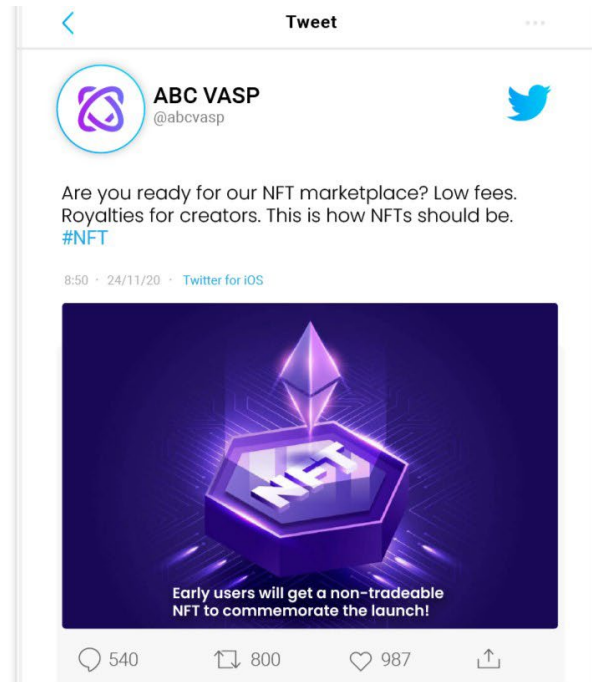 Tweet
ABC VASP
@abcvasp
Are you ready for our NFT marketplace? Low fees.
Royalties for creators. This is how NFTs should be.
#NFT
8:50 · 24/11/20 · Twitter for iOS
NFT
Early users will get a non-tradeable
NFT to commemorate the launch!
540 800 987